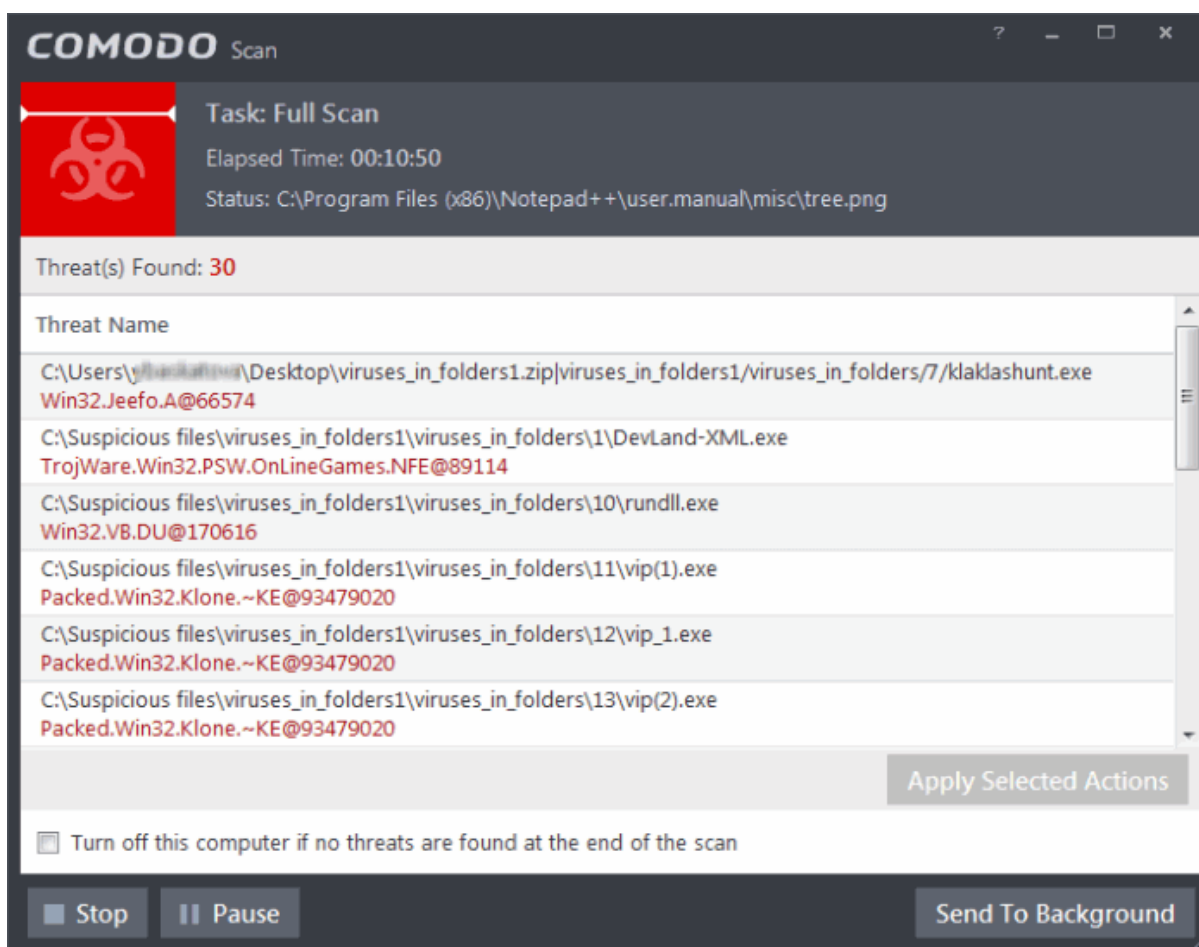 COMODO Scan
Task: Full Scan
Elapsed Time: 00:10:50
Status: C:\Program Files (x86)\Notepad++\user.manual\misc\tree.png
Threat(s) Found: 30
Threat Name
C:\Users\ \Desktop\viruses_in_folders1.zip|viruses_in_folders1/viruses_in_folders/7/klaklashunt.exe
Win32.Jeefo.A@66574
C:\Suspicious files\viruses_in_folders1\viruses_in_folders\1\DevLand-XML.exe
TrojWare.Win32.PSW.OnLineGames.NFE@89114
C:\Suspicious files\viruses_in_folders1\viruses_in_folders\10\rundll.exe
Win32.VB.DU@170616
C:\Suspicious files\viruses_in_folders1\viruses_in_folders\11\vip(1).exe
Packed.Win32.Klone.~KE@93479020
C:\Suspicious files\viruses_in_folders1\viruses_in_folders\12\vip_1.exe
Packed.Win32.Klone.~KE@93479020
C:\Suspicious files\viruses_in_folders1\viruses_in_folders\13\vip(2).exe
Packed.Win32.Klone.~KE@93479020
Apply Selected Actions
Turn off this computer if no threats are found at the end of the scan
Stop Pause Send To Background